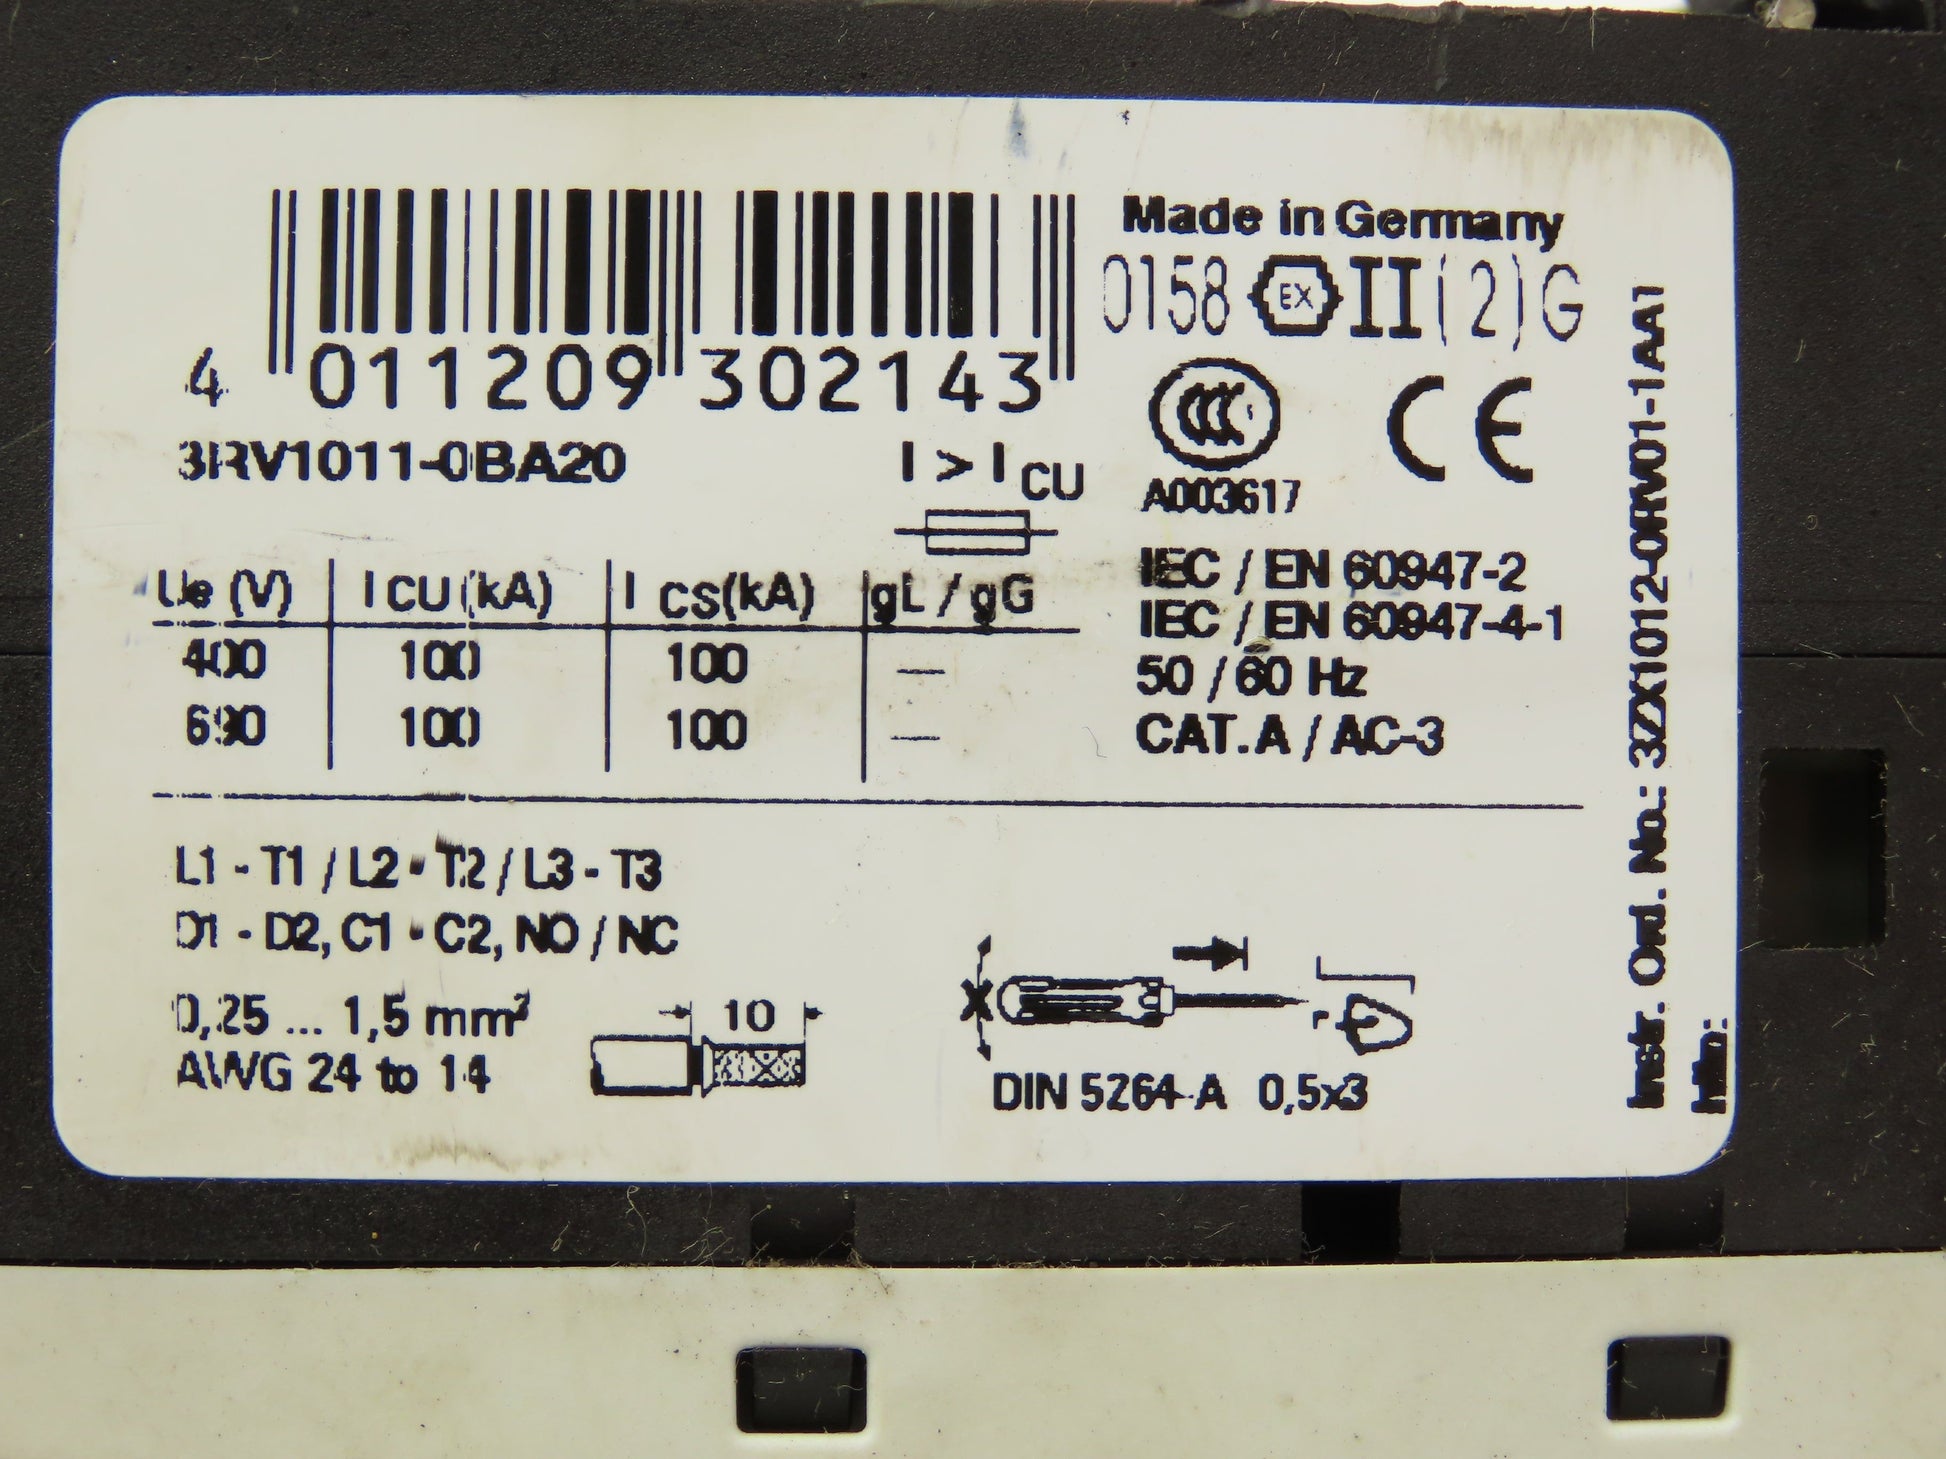 4 011209 302143
3RV1011-0BA20
I > I CU
Ue (V) I CU (kA) I CS (kA) gL / gG
400 100 100 —
690 100 100 —
Made in Germany
0158 EX II (2) G
CCC CE
A003617
IEC / EN 60947-2
IEC / EN 60947-4-1
50 / 60 Hz
CAT. A / AC-3
L1 - T1 / L2 - T2 / L3 - T3
D1 - D2, C1 - C2, NO / NC
0,25 ... 1,5 mm²
AWG 24 to 14
10
DIN 5264-A 0,5x3
Instr. Ord. No.: 3ZX1012-0RV01-1AA1